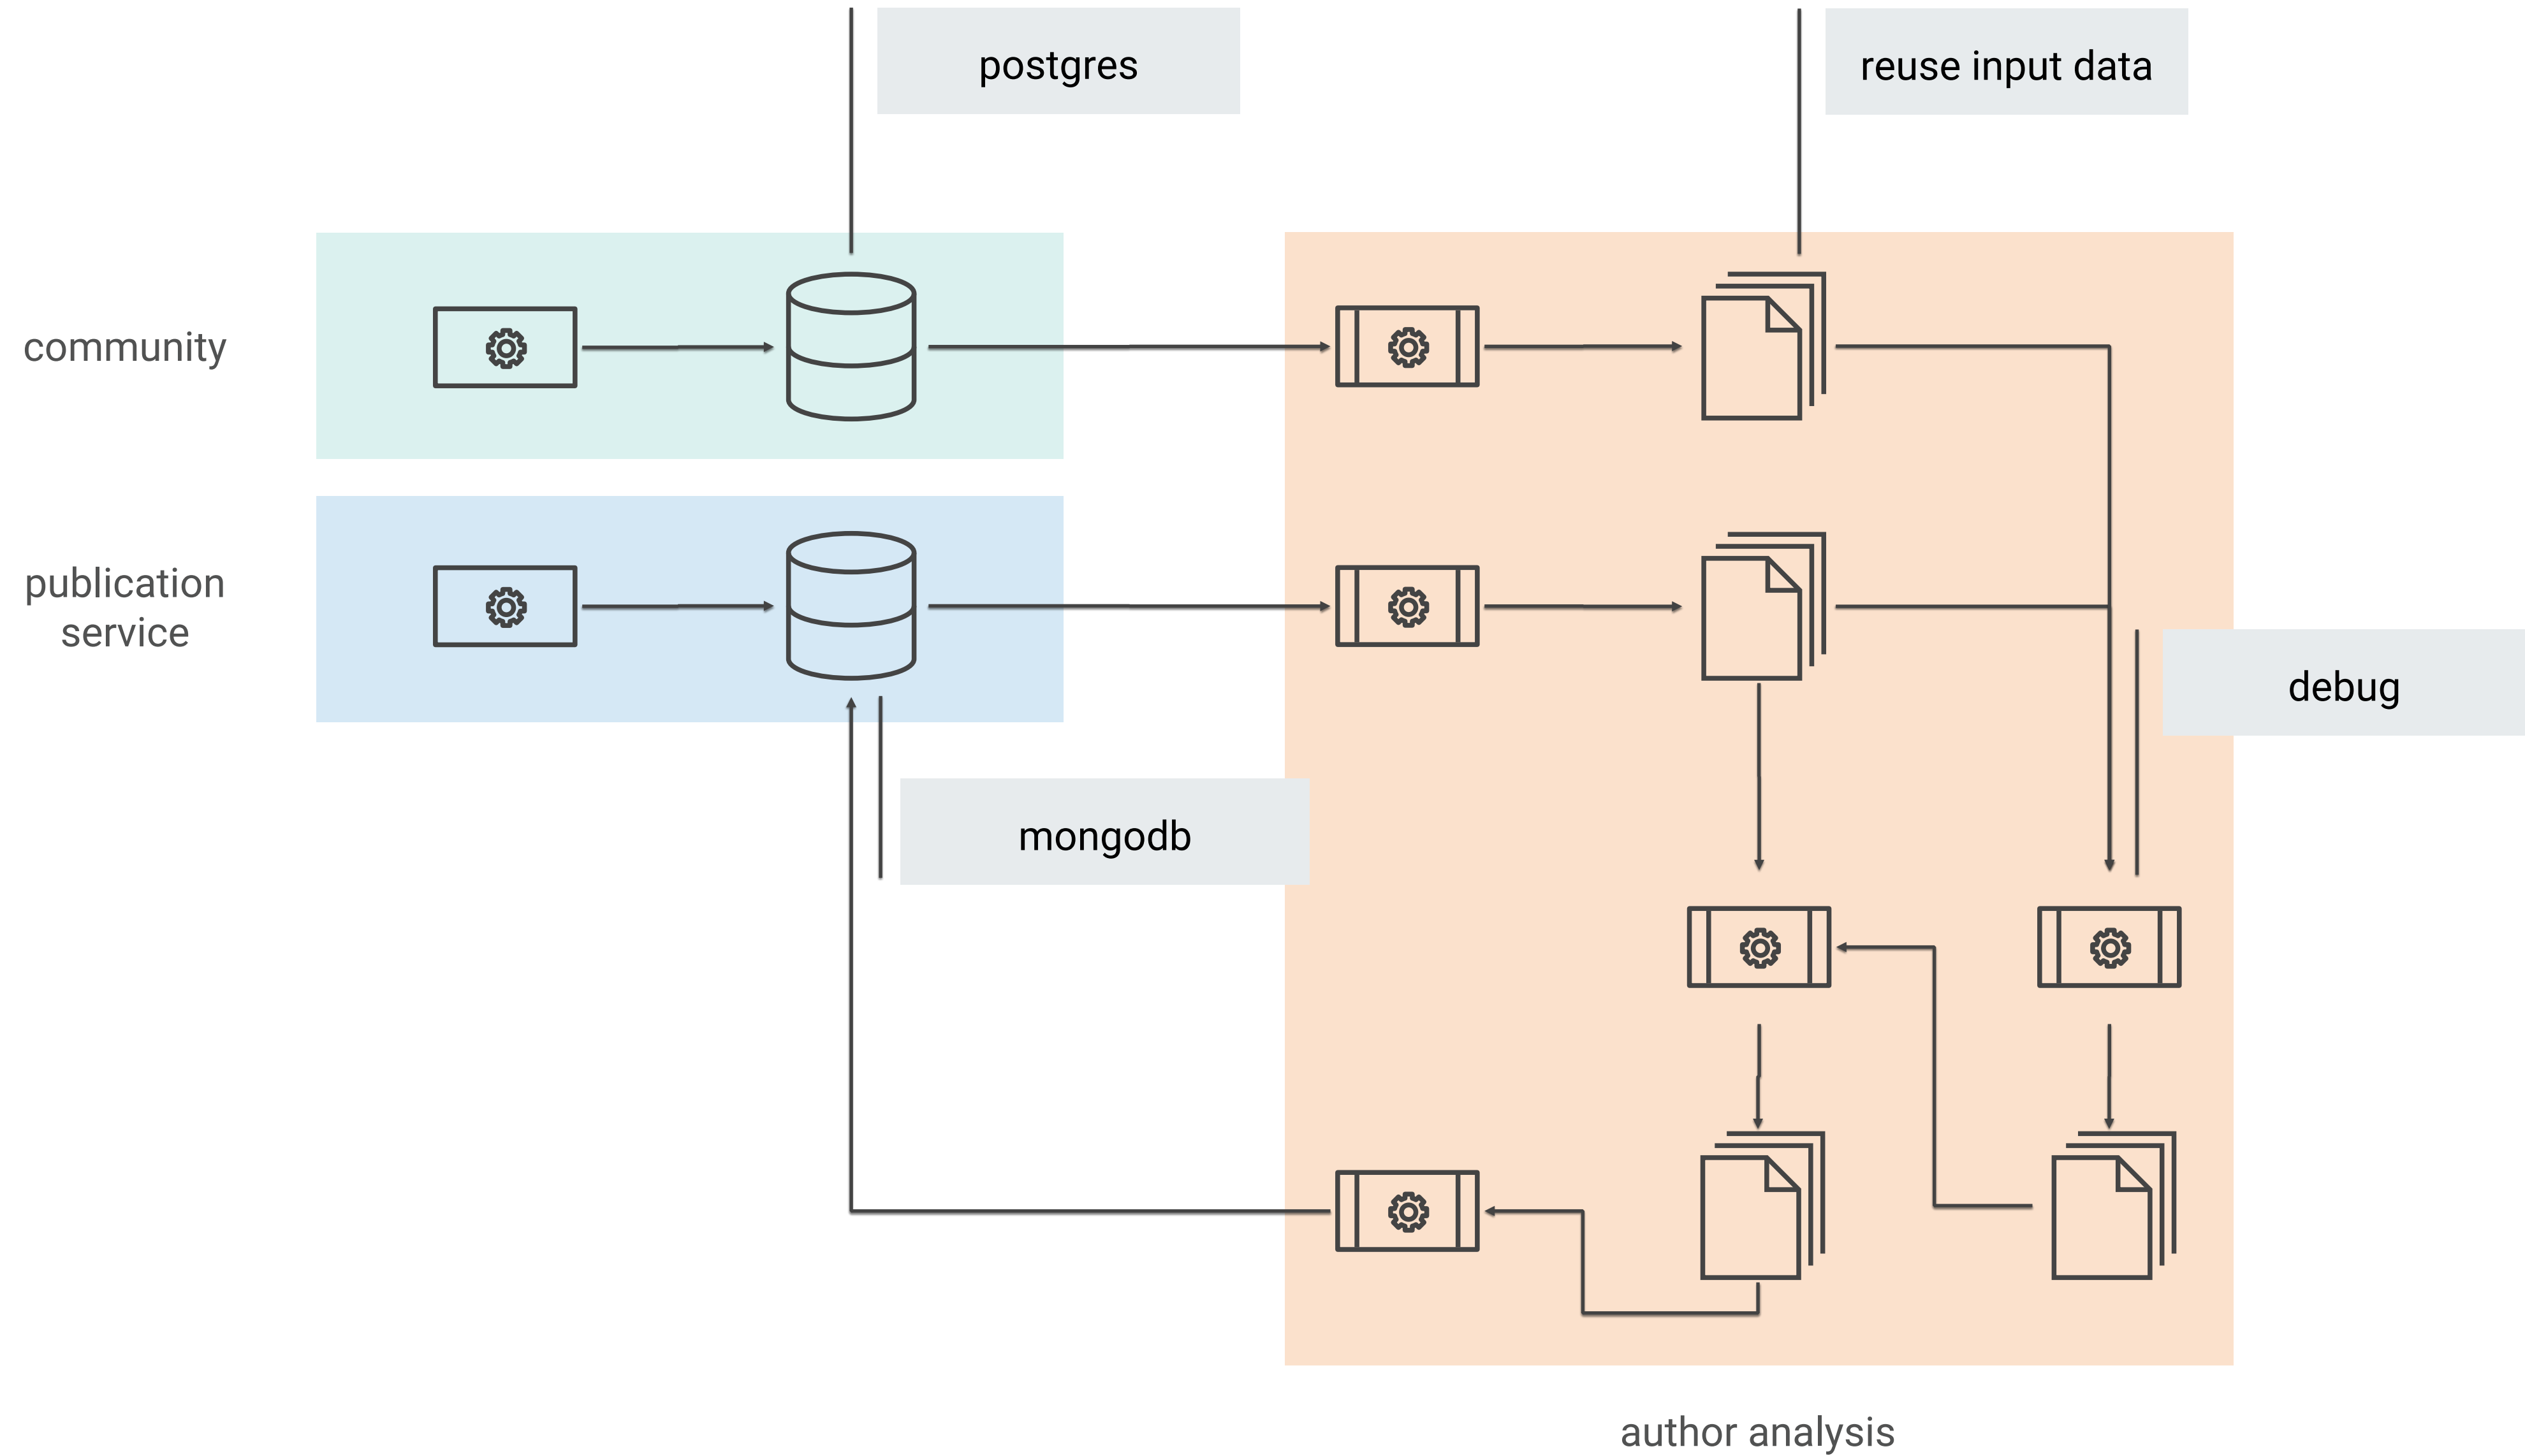 postgres
reuse input data
community
publication
service
debug
mongodb
author analysis